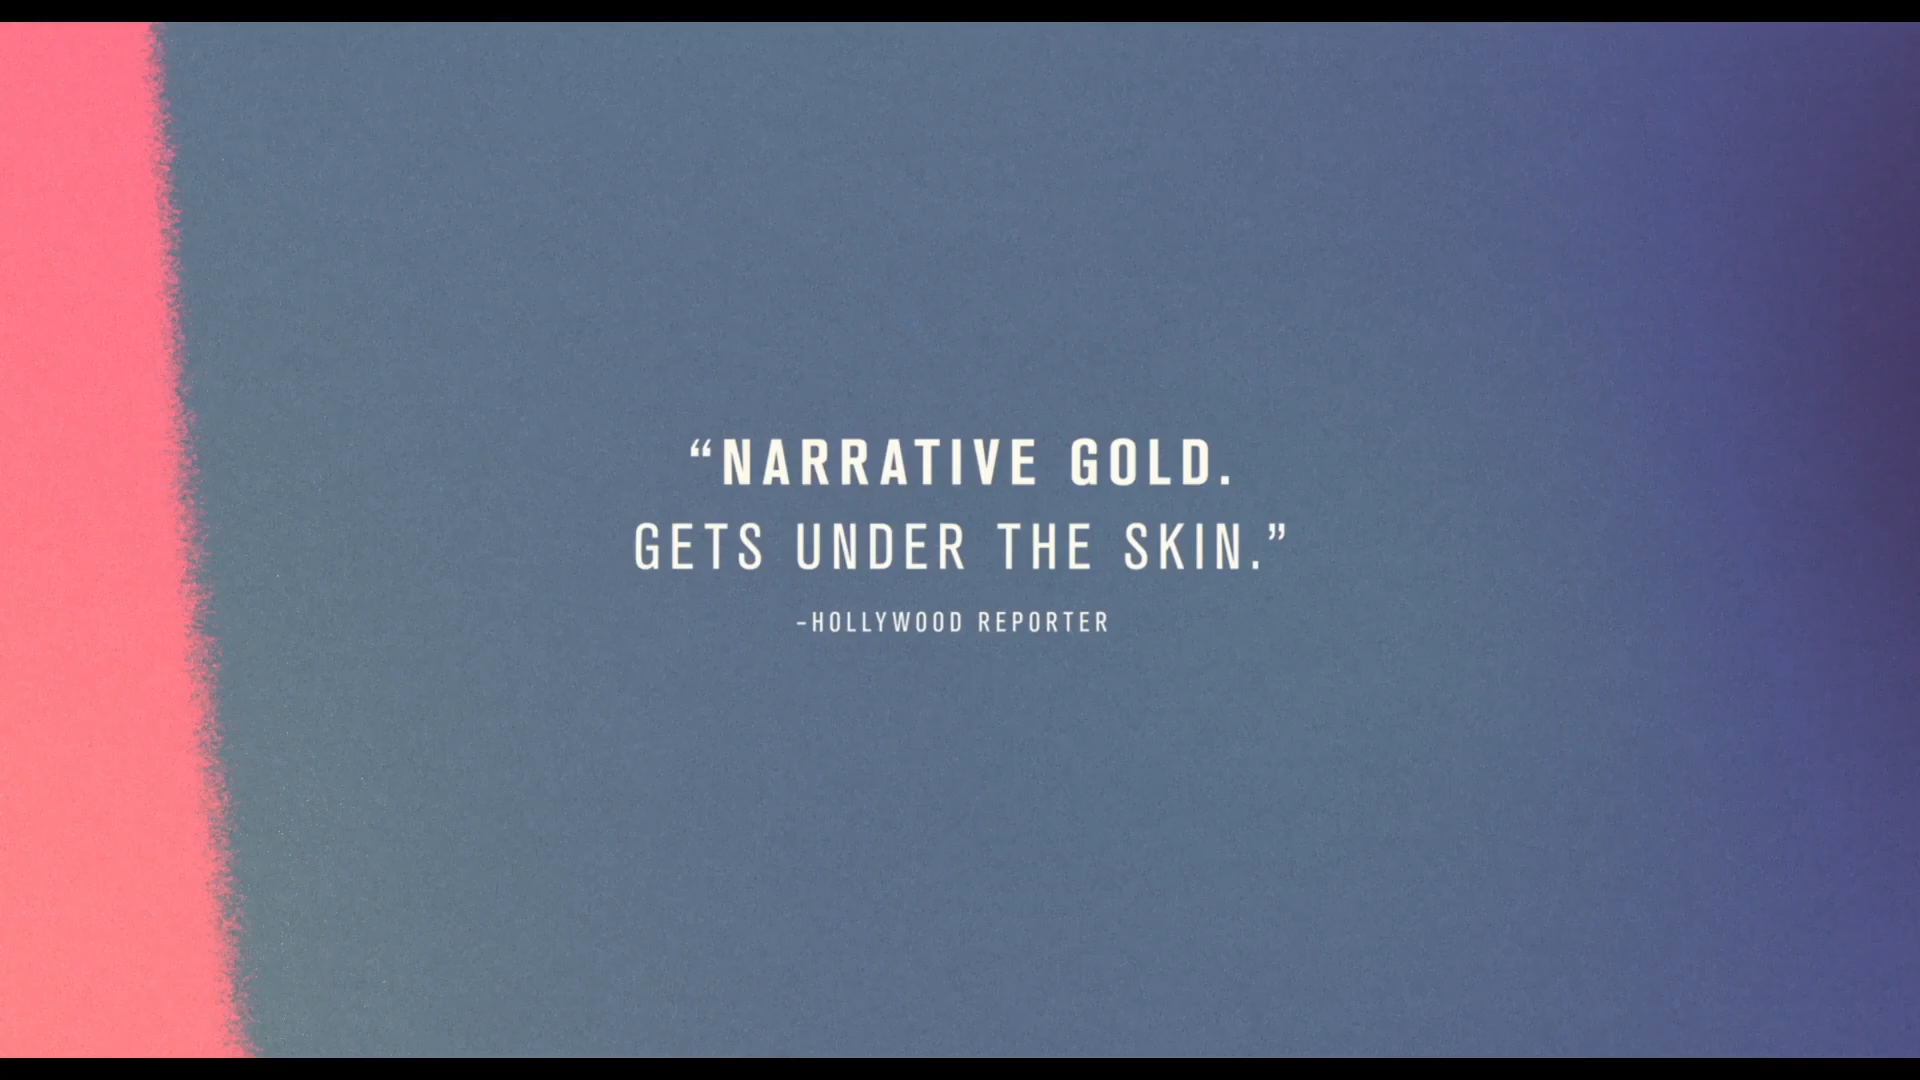 “NARRATIVE GOLD.
GETS UNDER THE SKIN.”
–HOLLYWOOD REPORTER